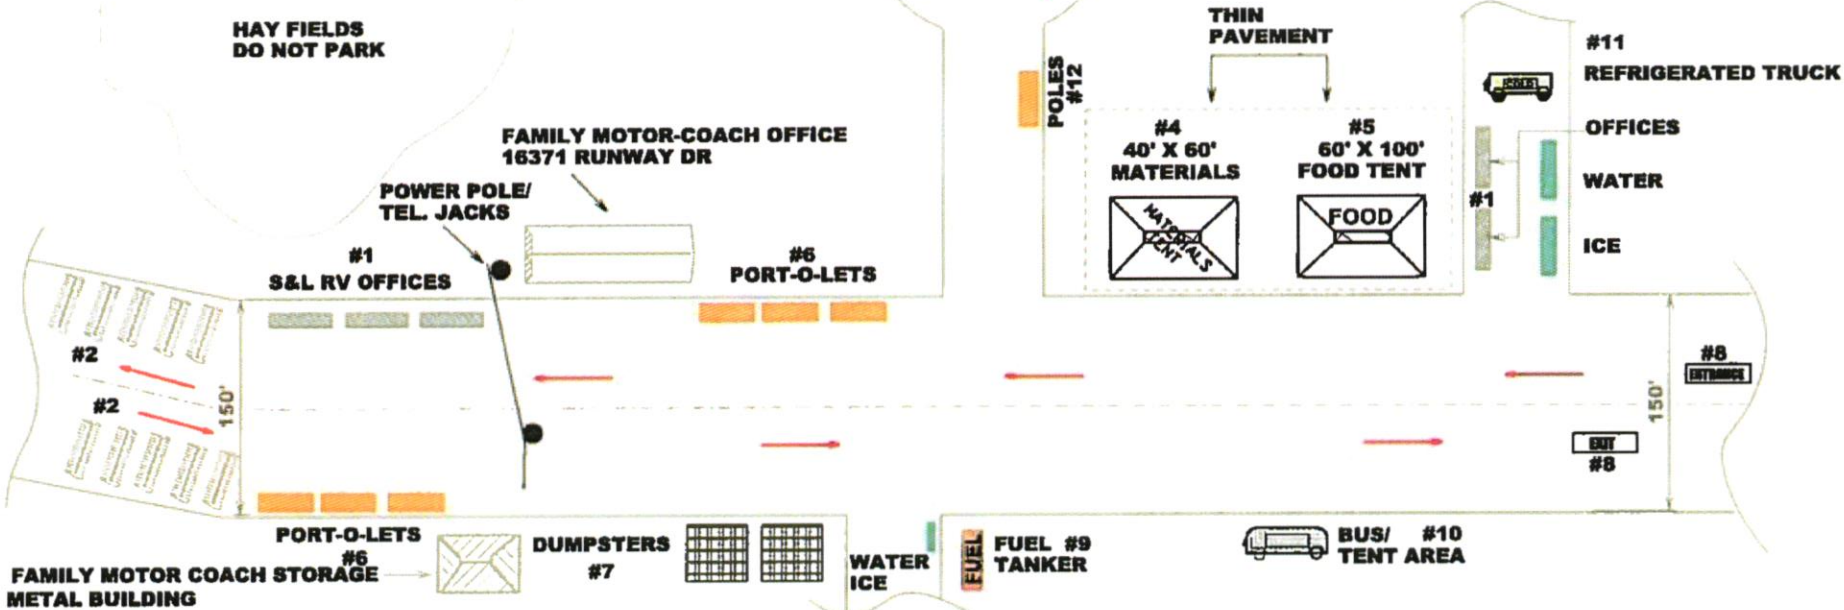 HAY FIELDS
DO NOT PARK
THIN
PAVEMENT
#11
REFRIGERATED TRUCK
COLD
POLES
#12
FAMILY MOTOR-COACH OFFICE
16371 RUNWAY DR
#4
40' X 60'
MATERIALS
#5
60' X 100'
FOOD TENT
OFFICES
POWER POLE/
TEL. JACKS
MATERIALS
TENT
FOOD
#1
WATER
ICE
#1
S&L RV OFFICES
#6
PORT-O-LETS
#2
#2
150'
#8
ENTRANCE
150'
EXIT
#8
PORT-O-LETS
#6
DUMPSTERS
#7
WATER
ICE
FUEL
FUEL #9
TANKER
BUS/ #10
TENT AREA
FAMILY MOTOR COACH STORAGE
METAL BUILDING